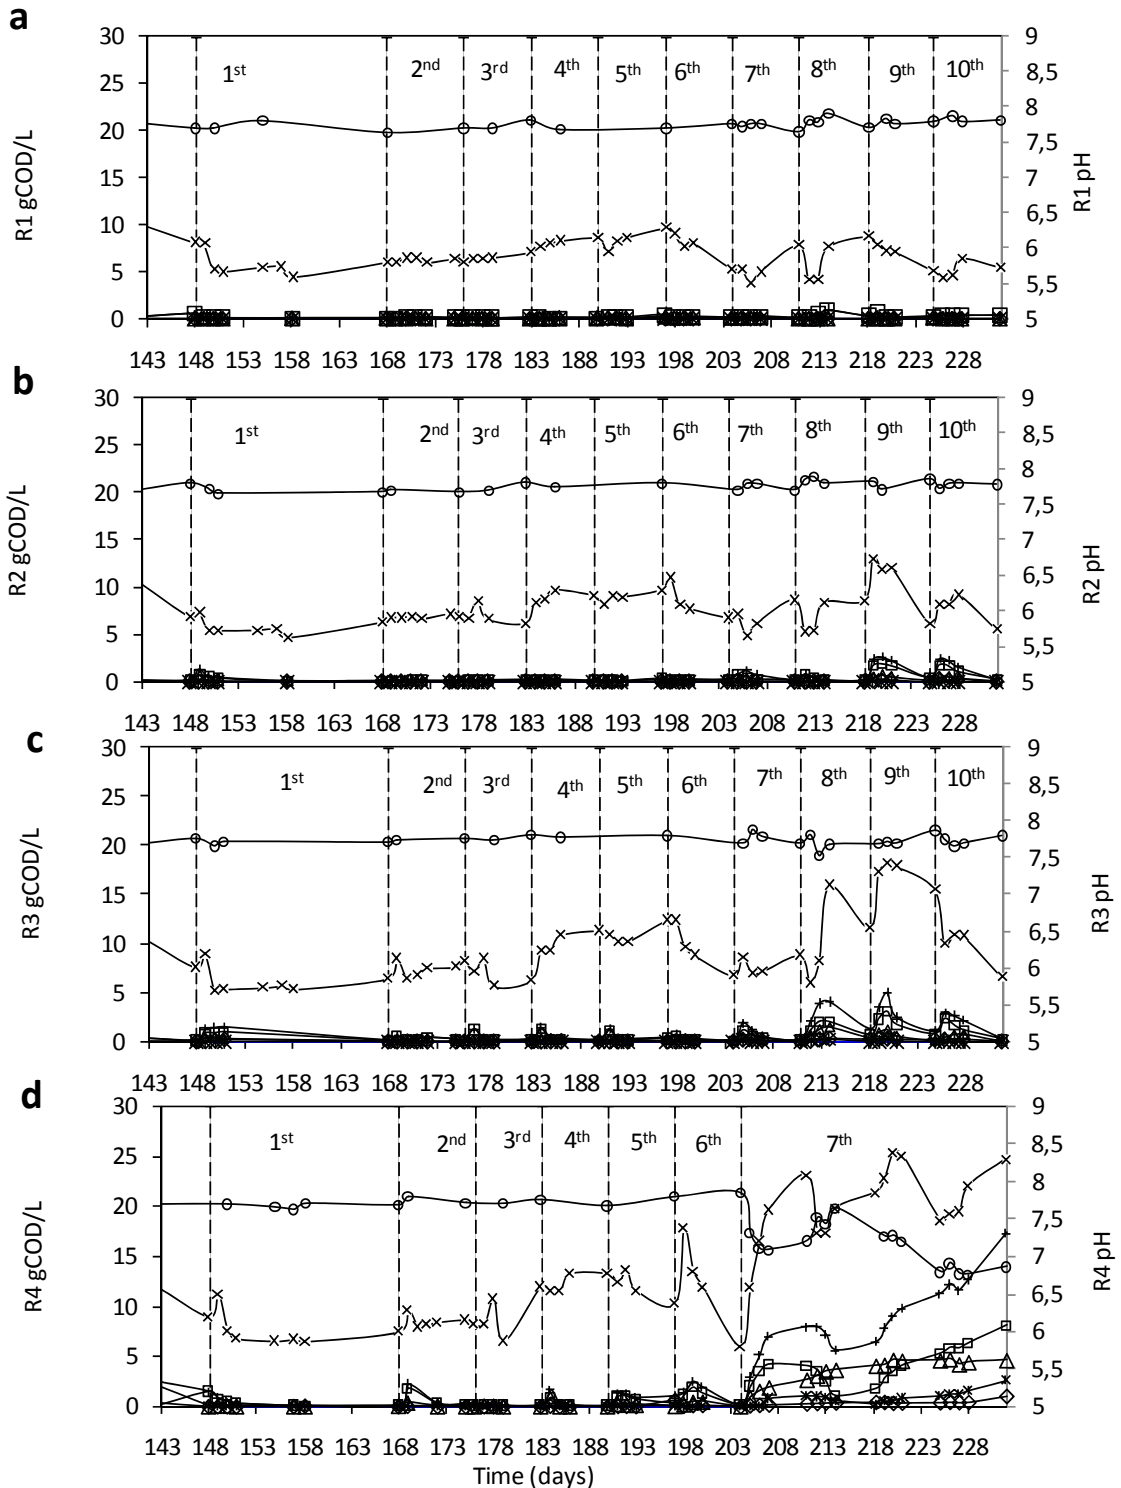 a
30 25 20 15 10 5 0
R1 gCOD/L
1st 2nd 3rd 4th 5th 6th 7th 8th 9th 10th
9 8,5 8 7,5 7 6,5 6 5,5 5
R1 pH
143 148 153 158 163 168 173 178 183 188 193 198 203 208 213 218 223 228
b
30 25 20 15 10 5 0
R2 gCOD/L
1st 2nd 3rd 4th 5th 6th 7th 8th 9th 10th
9 8,5 8 7,5 7 6,5 6 5,5 5
R2 pH
143 148 153 158 163 168 173 178 183 188 193 198 203 208 213 218 223 228
c
30 25 20 15 10 5 0
R3 gCOD/L
1st 2nd 3rd 4th 5th 6th 7th 8th 9th 10th
9 8,5 8 7,5 7 6,5 6 5,5 5
R3 pH
143 148 153 158 163 168 173 178 183 188 193 198 203 208 213 218 223 228
d
30 25 20 15 10 5 0
R4 gCOD/L
1st 2nd 3rd 4th 5th 6th 7th
9 8,5 8 7,5 7 6,5 6 5,5 5
R4 pH
143 148 153 158 163 168 173 178 183 188 193 198 203 208 213 218 223 228
Time (days)